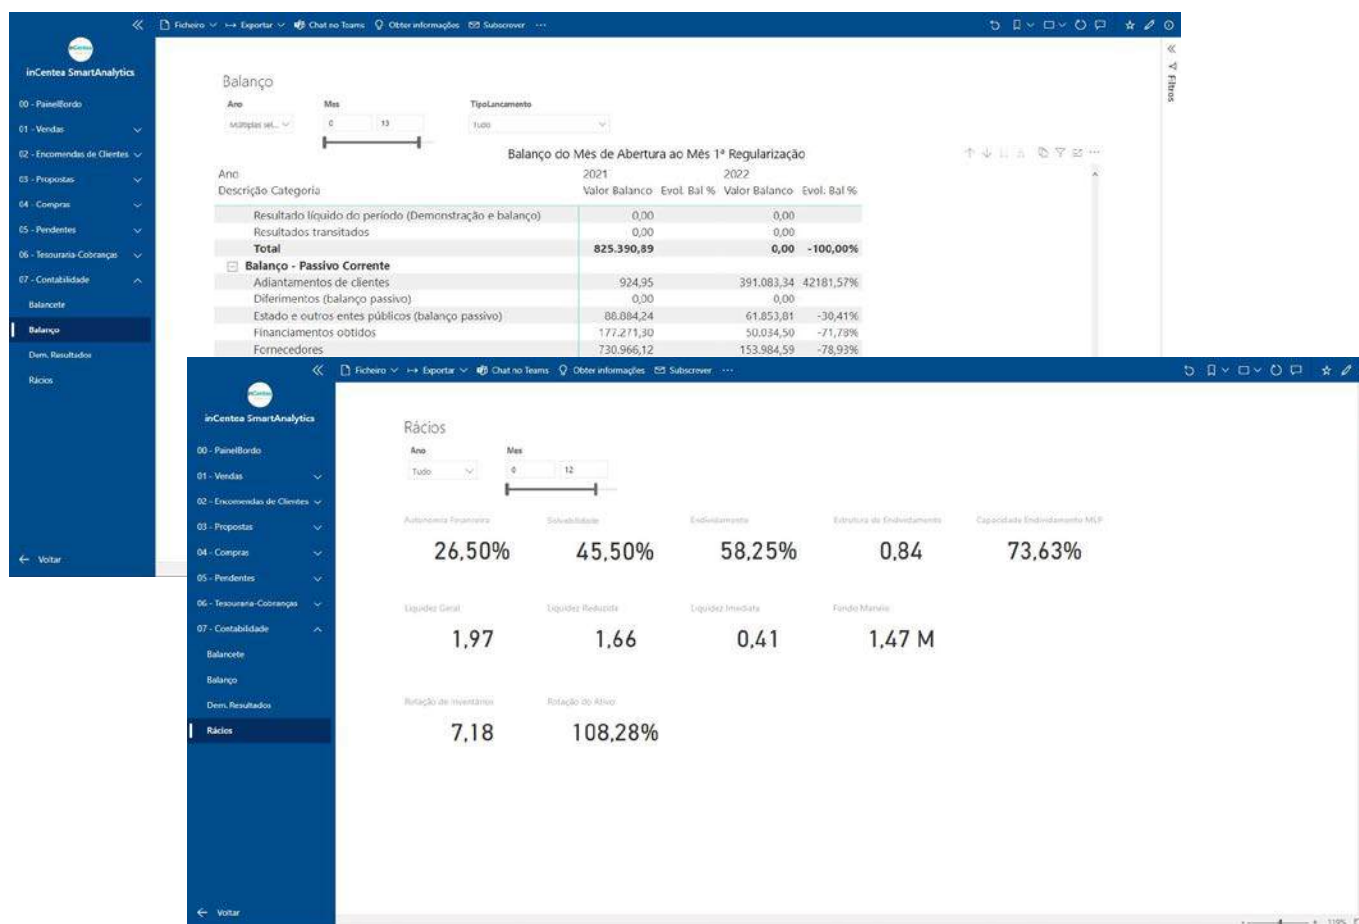 Ficheiro Exportar Chat no Teams Obter informações Subscrever ···
inCentea SmartAnalytics
00 - PainelBordo
01 - Vendas
02 - Encomendas de Clientes
03 - Propostas
04 - Compras
05 - Pendentes
06 - Tesouraria-Cobranças
07 - Contabilidade
Balancete
Balanço
Dem. Resultados
Rácios
Voltar
Filtros
Balanço
Ano Mes TipoLancamento
Múltiplas sel... 0 13 Tudo
Balanço do Mês de Abertura ao Mês 1ª Regularização
Ano 2021 2022
Descrição Categoria Valor Balanco Evol. Bal % Valor Balanco Evol. Bal %
Resultado líquido do período (Demonstração e balanço) 0,00 0,00
Resultados transitados 0,00 0,00
Total 825.390,89 0,00 -100,00%
Balanço - Passivo Corrente
Adiantamentos de clientes 924,95 391.083,34 42181,57%
Diferimentos (balanço passivo) 0,00 0,00
Estado e outros entes públicos (balanço passivo) 88.884,24 61.853,81 -30,41%
Financiamentos obtidos 177.271,30 50.034,50 -71,78%
Fornecedores 730.966,12 153.984,59 -78,93%
Ficheiro Exportar Chat no Teams Obter informações Subscrever ···
inCentea SmartAnalytics
00 - PainelBordo
01 - Vendas
02 - Encomendas de Clientes
03 - Propostas
04 - Compras
05 - Pendentes
06 - Tesouraria-Cobranças
07 - Contabilidade
Balancete
Balanço
Dem. Resultados
Rácios
Voltar
Rácios
Ano Mes
Tudo 0 12
Autonomia Financeira Solvabilidade Endividamento Estrutura do Endividamento Capacidade Endividamento MLP
26,50% 45,50% 58,25% 0,84 73,63%
Liquidez Geral Liquidez Reduzida Liquidez Imediata Fundo Maneio
1,97 1,66 0,41 1,47 M
Rotação de Inventários Rotação do Ativo
7,18 108,28%
119%